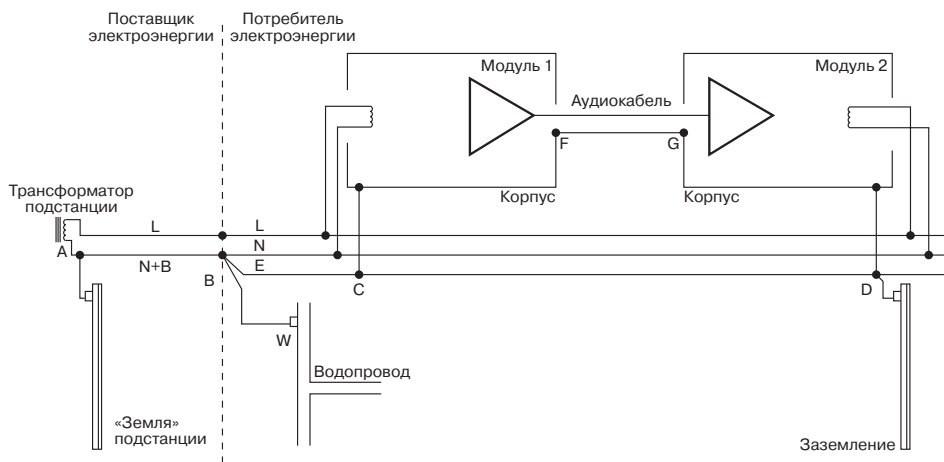 Поставщик
электроэнергии
Потребитель
электроэнергии
Модуль 1
Модуль 2
Аудиокабель
F
G
Корпус
Корпус
Трансформатор
подстанции
L
L
A
N
N+B
B
E
C
D
W
Водопровод
«Земля»
подстанции
Заземление